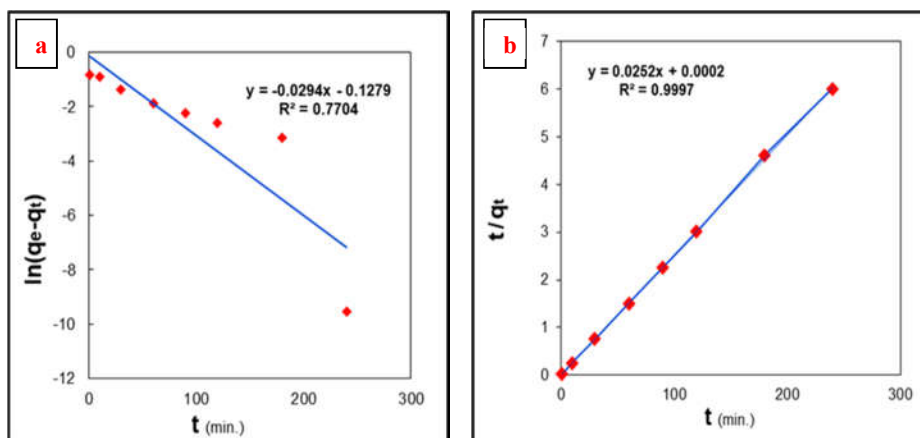 a
0
-2
-4
-6
-8
-10
-12
0
100
200
300
ln(qe-qt)
t (min.)
y = -0.0294x - 0.1279
R² = 0.7704
b
7
6
5
4
3
2
1
0
0
100
200
300
t/qt
t (min.)
y = 0.0252x + 0.0002
R² = 0.9997